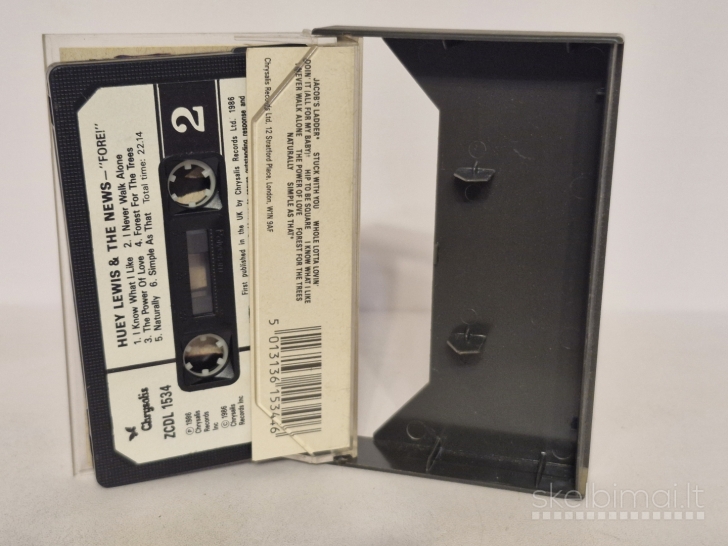 HUEY LEWIS & THE NEWS—"FORE!"
1. I Know What I Like 2. I Never Walk Alone
3. The Power Of Love 4. Forest For The Trees
5. Naturally 6. Simple As That Total time: 22.14
2
Chrysalis
ZCDL 1534
℗ 1986
Chrysalis
Records
Inc
© 1986
Chrysalis
Records Inc
First published in the UK by Chrysalis Records Ltd. 1986
outstanding response and
JACOB'S LADDER* STUCK WITH YOU WHOLE LOTTA LOVIN'
DOIN' IT (ALL FOR MY BABY)* HIP TO BE SQUARE I KNOW WHAT I LIKE
I NEVER WALK ALONE THE POWER OF LOVE FOREST FOR THE TREES
NATURALLY SIMPLE AS THAT*
Chrysalis Records Ltd. 12 Stratford Place, London, W1N 9AF
5 013136 153446
skelbimai.lt